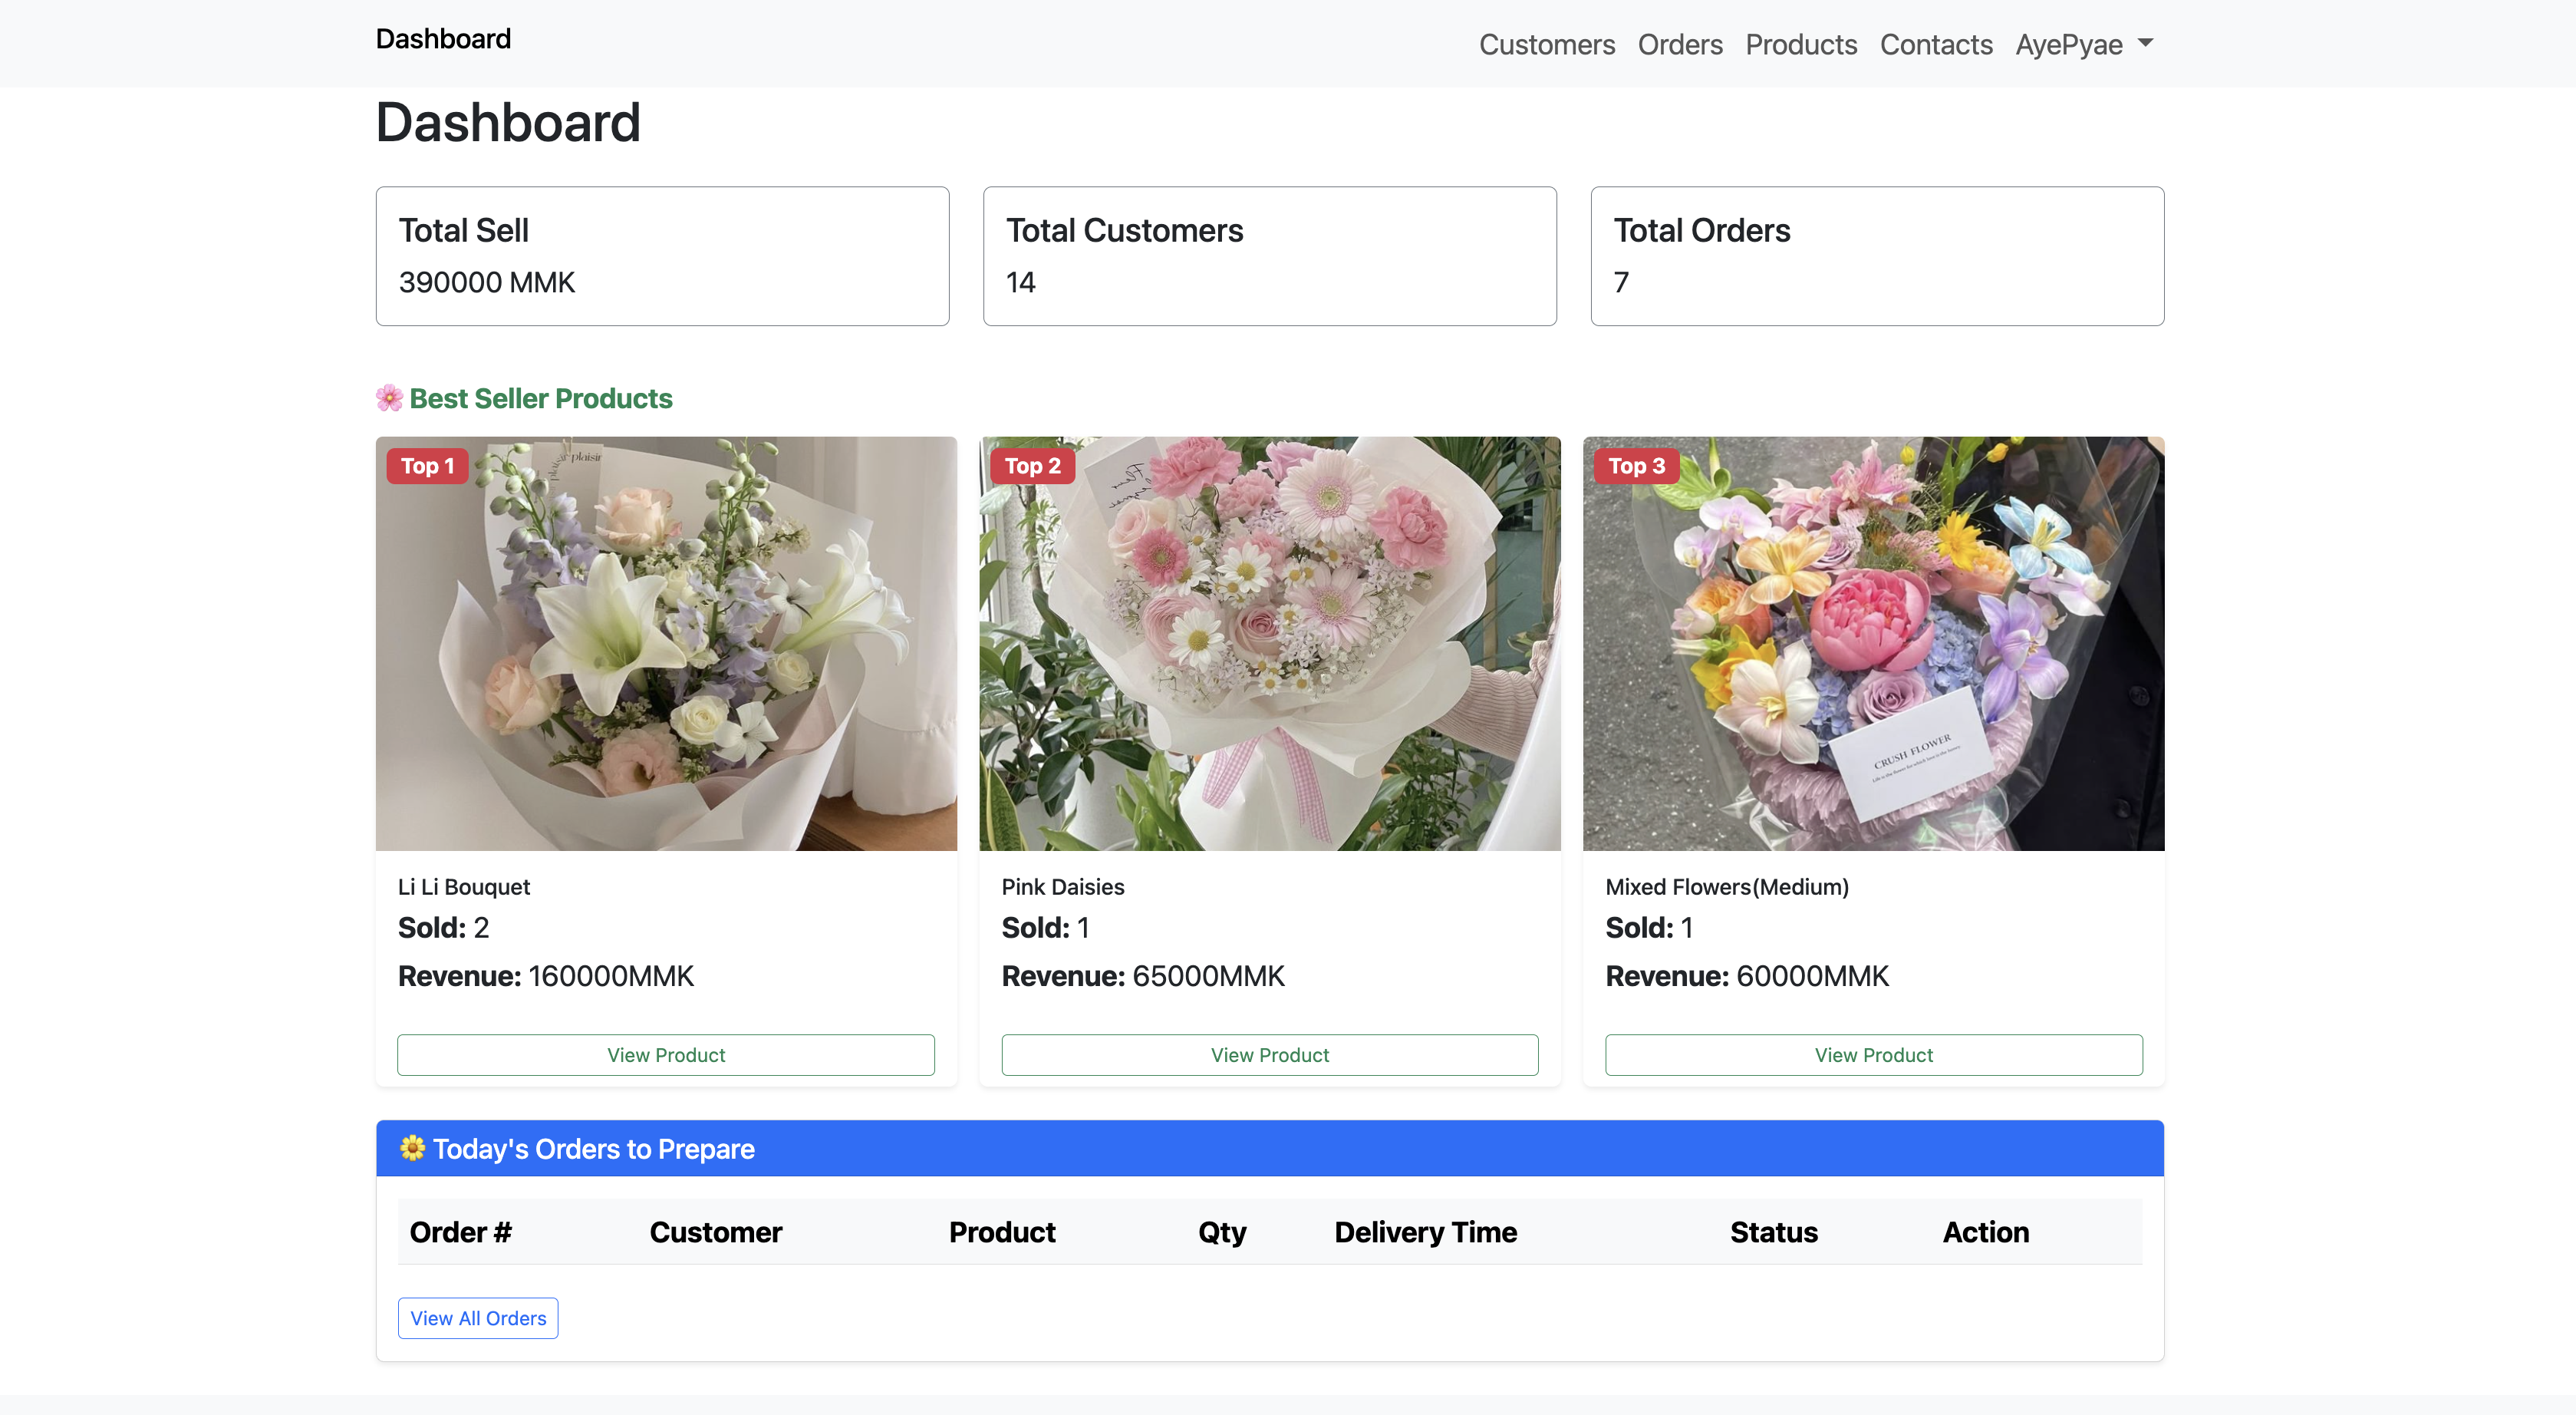 Dashboard
Customers Orders Products Contacts AyePyae
Dashboard
Total Sell
390000 MMK
Total Customers
14
Total Orders
7
🌸 Best Seller Products
Top 1
plaisir
Top 2
Top 3
CRUSH FLOWER
Li Li Bouquet
Sold: 2
Revenue: 160000MMK
View Product
Pink Daisies
Sold: 1
Revenue: 65000MMK
View Product
Mixed Flowers(Medium)
Sold: 1
Revenue: 60000MMK
View Product
🌼 Today's Orders to Prepare
Order # Customer Product Qty Delivery Time Status Action
View All Orders